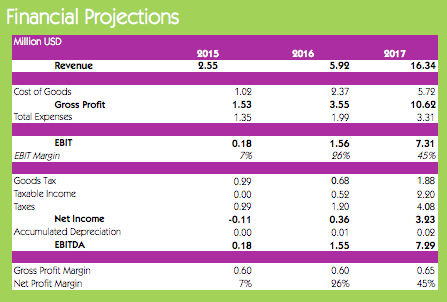 Financial Projections
Million USD
2015 2016 2017
Revenue 2.55 5.92 16.34
Cost of Goods 1.02 2.37 5.72
Gross Profit 1.53 3.55 10.62
Total Expenses 1.35 1.99 3.31
EBIT 0.18 1.56 7.31
EBIT Margin 7% 26% 45%
Goods Tax 0.29 0.68 1.88
Taxable Income 0.00 0.52 2.20
Taxes 0.29 1.20 4.08
Net Income -0.11 0.36 3.23
Accumulated Depreciation 0.00 0.01 0.02
EBITDA 0.18 1.55 7.29
Gross Profit Margin 0.60 0.60 0.65
Net Profit Margin 7% 26% 45%